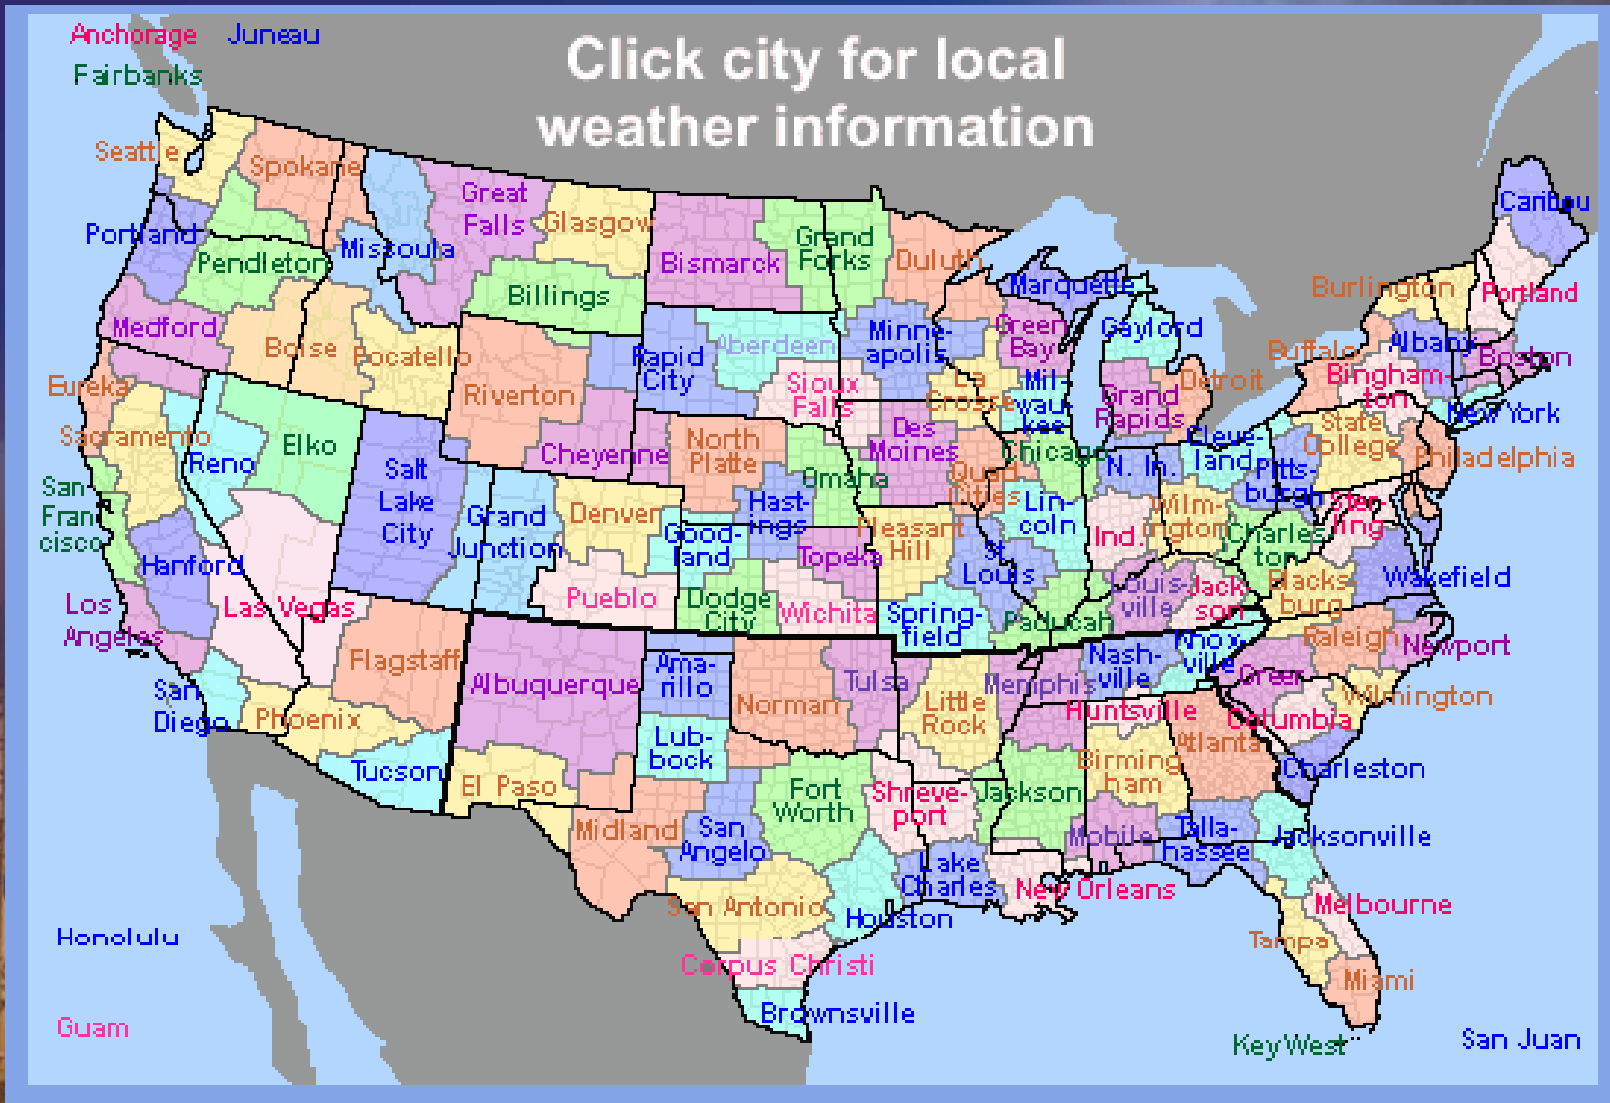 Click city for local
weather information
Anchorage
Juneau
Fairbanks
Seattle
Spokane
Great
Falls
Glasgow
Missoula
Portland
Pendleton
Billings
Bismarck
Grand
Forks
Duluth
Caribou
Marquette
Burlington
Portland
Medford
Boise
Pocatello
Riverton
Rapid
City
Aberdeen
Minne-
apolis
Green
Bay
Gaylord
Buffalo
Albany
Boston
Eureka
Sioux
Falls
La
Crosse
Mil-
wau-
kee
Grand
Rapids
Detroit
Bingham-
ton
New York
Sacramento
Reno
Elko
Salt
Lake
City
Cheyenne
North
Platte
Omaha
Des
Moines
Quad
Cities
Chicago
N. In.
Cleve-
land
Pitts-
burgh
State
College
Philadelphia
San
Fran
cisco
Hanford
Grand
Junction
Denver
Good-
land
Hast-
ings
Topeka
Pleasant
Hill
St.
Louis
Lin-
coln
Ind.
Wilm-
ington
Charles
ton
Ster-
ling
Wakefield
Los
Angeles
Las Vegas
Pueblo
Dodge
City
Wichita
Spring-
field
Paducah
Louis-
ville
Jack
son
Blacks-
burg
San
Diego
Phoenix
Flagstaff
Albuquerque
Ama-
rillo
Norman
Tulsa
Little
Rock
Memphis
Nash-
ville
Knox-
ville
Greer
Raleigh
Newport
Wilmington
Columbia
Huntsville
Tucson
El Paso
Lub-
bock
Midland
San
Angelo
Fort
Worth
Shreve-
port
Jackson
Birming
ham
Atlanta
Charleston
Mobile
Talla-
hassee
Jacksonville
Lake
Charles
New Orleans
Melbourne
San Antonio
Houston
Tampa
Corpus Christi
Miami
Brownsville
Key West
San Juan
Honolulu
Guam